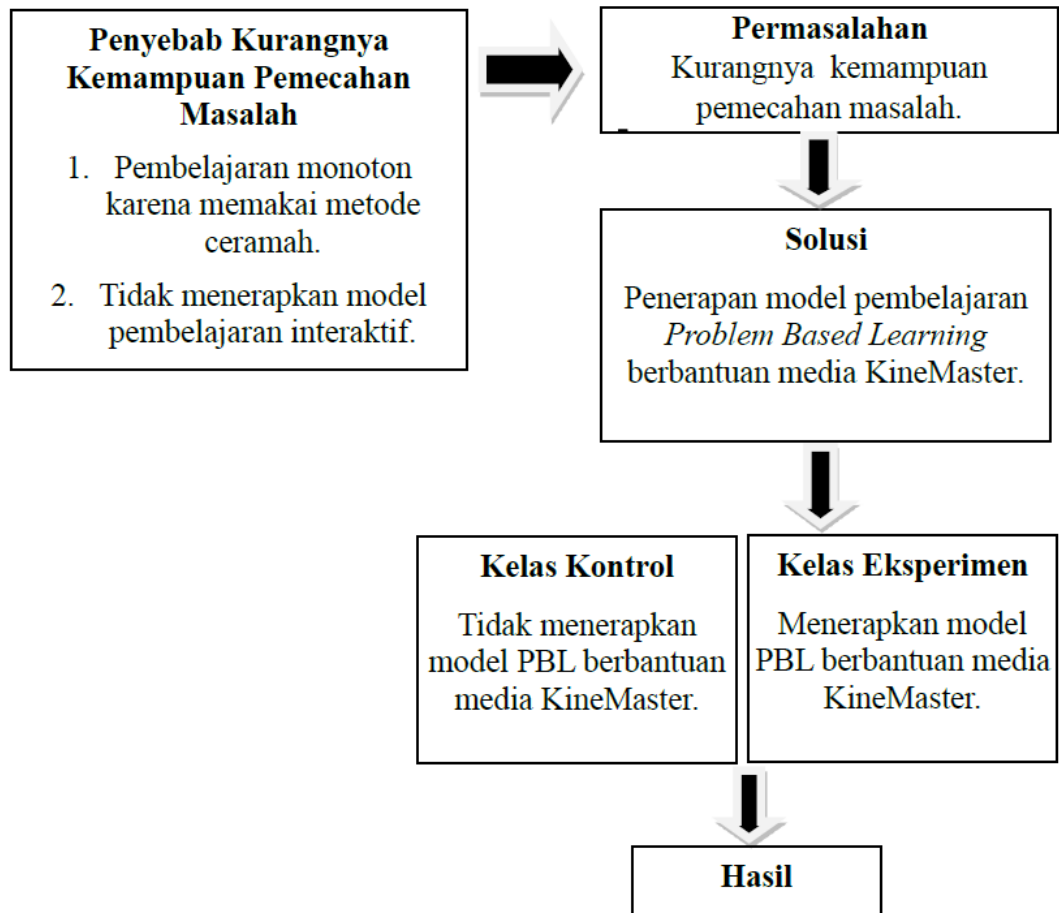 Penyebab Kurangnya
Kemampuan Pemecahan
Masalah
1. Pembelajaran monoton
karena memakai metode
ceramah.
2. Tidak menerapkan model
pembelajaran interaktif.
Permasalahan
Kurangnya kemampuan
pemecahan masalah.
Solusi
Penerapan model pembelajaran
Problem Based Learning
berbantuan media KineMaster.
Kelas Kontrol
Tidak menerapkan
model PBL berbantuan
media KineMaster.
Kelas Eksperimen
Menerapkan model
PBL berbantuan media
KineMaster.
Hasil